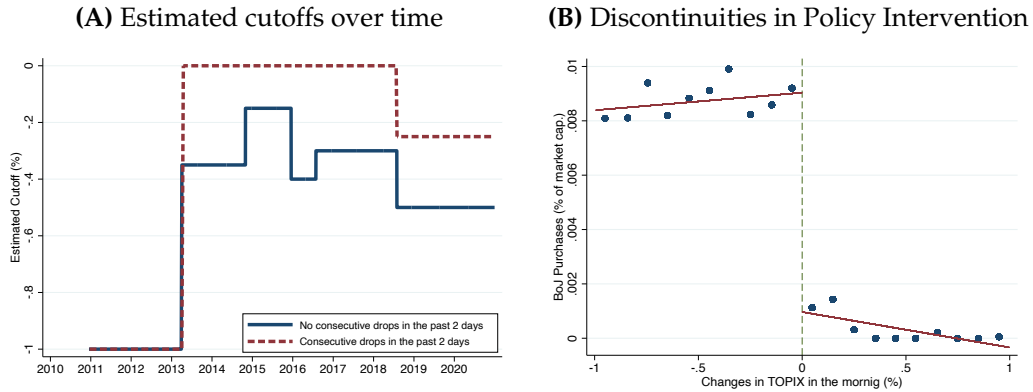 (A) Estimated cutoffs over time
Estimated Cutoff (%)
0
-.2
-.4
-.6
-.8
-1
2010 2011 2012 2013 2014 2015 2016 2017 2018 2019 2020
No consecutive drops in the past 2 days
Consecutive drops in the past 2 days
(B) Discontinuities in Policy Intervention
BoJ Purchases (% of market cap.)
.01
.008
.006
.004
.002
0
-1 -.5 0 .5 1
Changes in TOPIX in the mornig (%)